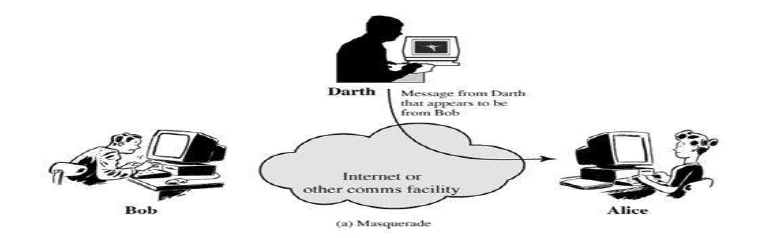 Darth
Message from Darth
that appears to be
from Bob
Internet or
other comms facility
Bob
Alice
(a) Masquerade